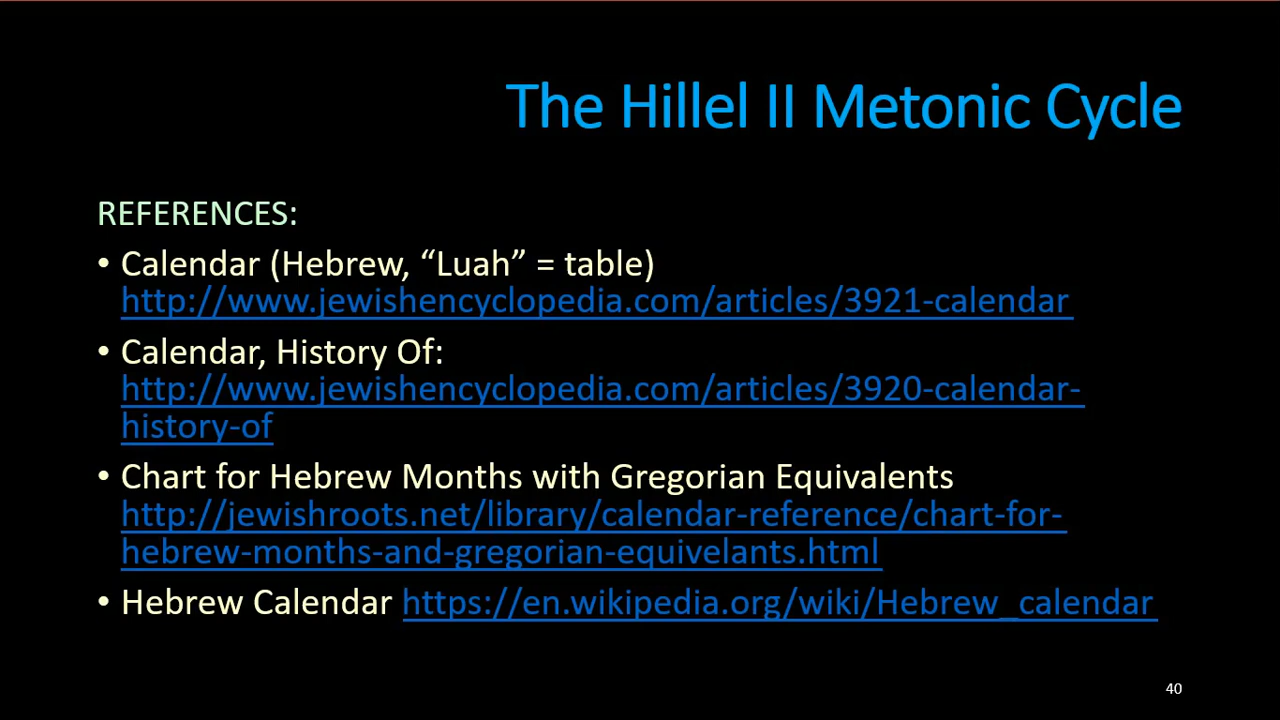 The Hillel II Metonic Cycle
REFERENCES:
• Calendar (Hebrew, “Luah” = table)
http://www.jewishencyclopedia.com/articles/3921-calendar
• Calendar, History Of:
http://www.jewishencyclopedia.com/articles/3920-calendar-
history-of
• Chart for Hebrew Months with Gregorian Equivalents
http://jewishroots.net/library/calendar-reference/chart-for-
hebrew-months-and-gregorian-equivelants.html
• Hebrew Calendar https://en.wikipedia.org/wiki/Hebrew_calendar
40